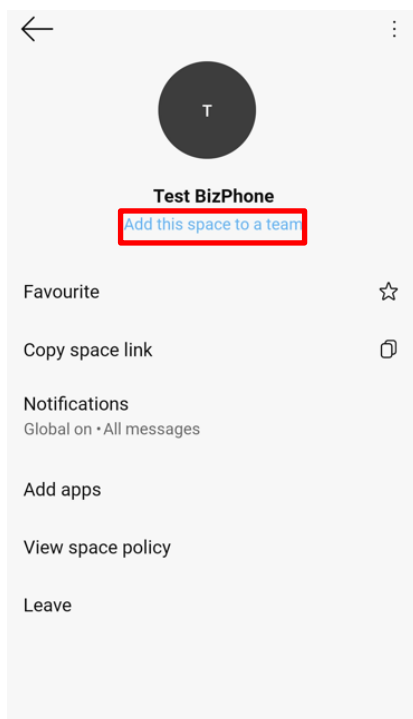 T
Test BizPhone
Add this space to a team
Favourite
Copy space link
Notifications
Global on • All messages
Add apps
View space policy
Leave